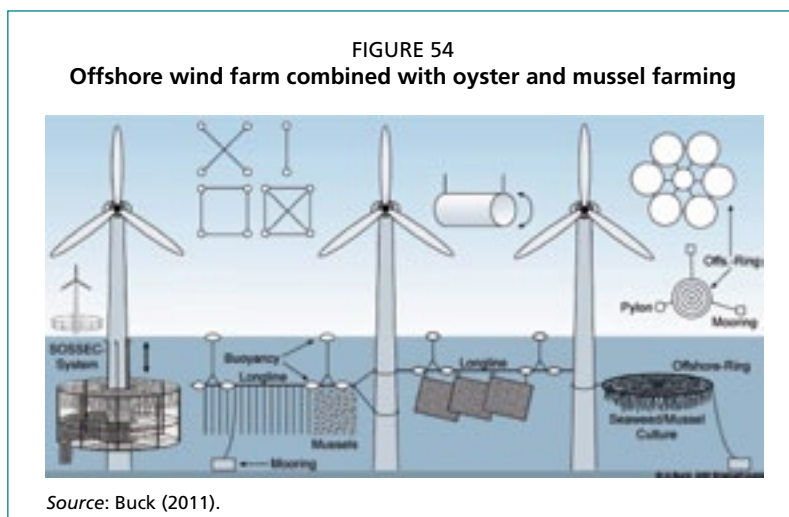 FIGURE 54
Offshore wind farm combined with oyster and mussel farming
Offs.-Ring
Pylon
Mooring
SOSSEC-
System
Buoyancy
Longline
Longline
Offshore-Ring
Seaweed/Mussel
Culture
Mussels
Mooring
Source: Buck (2011).